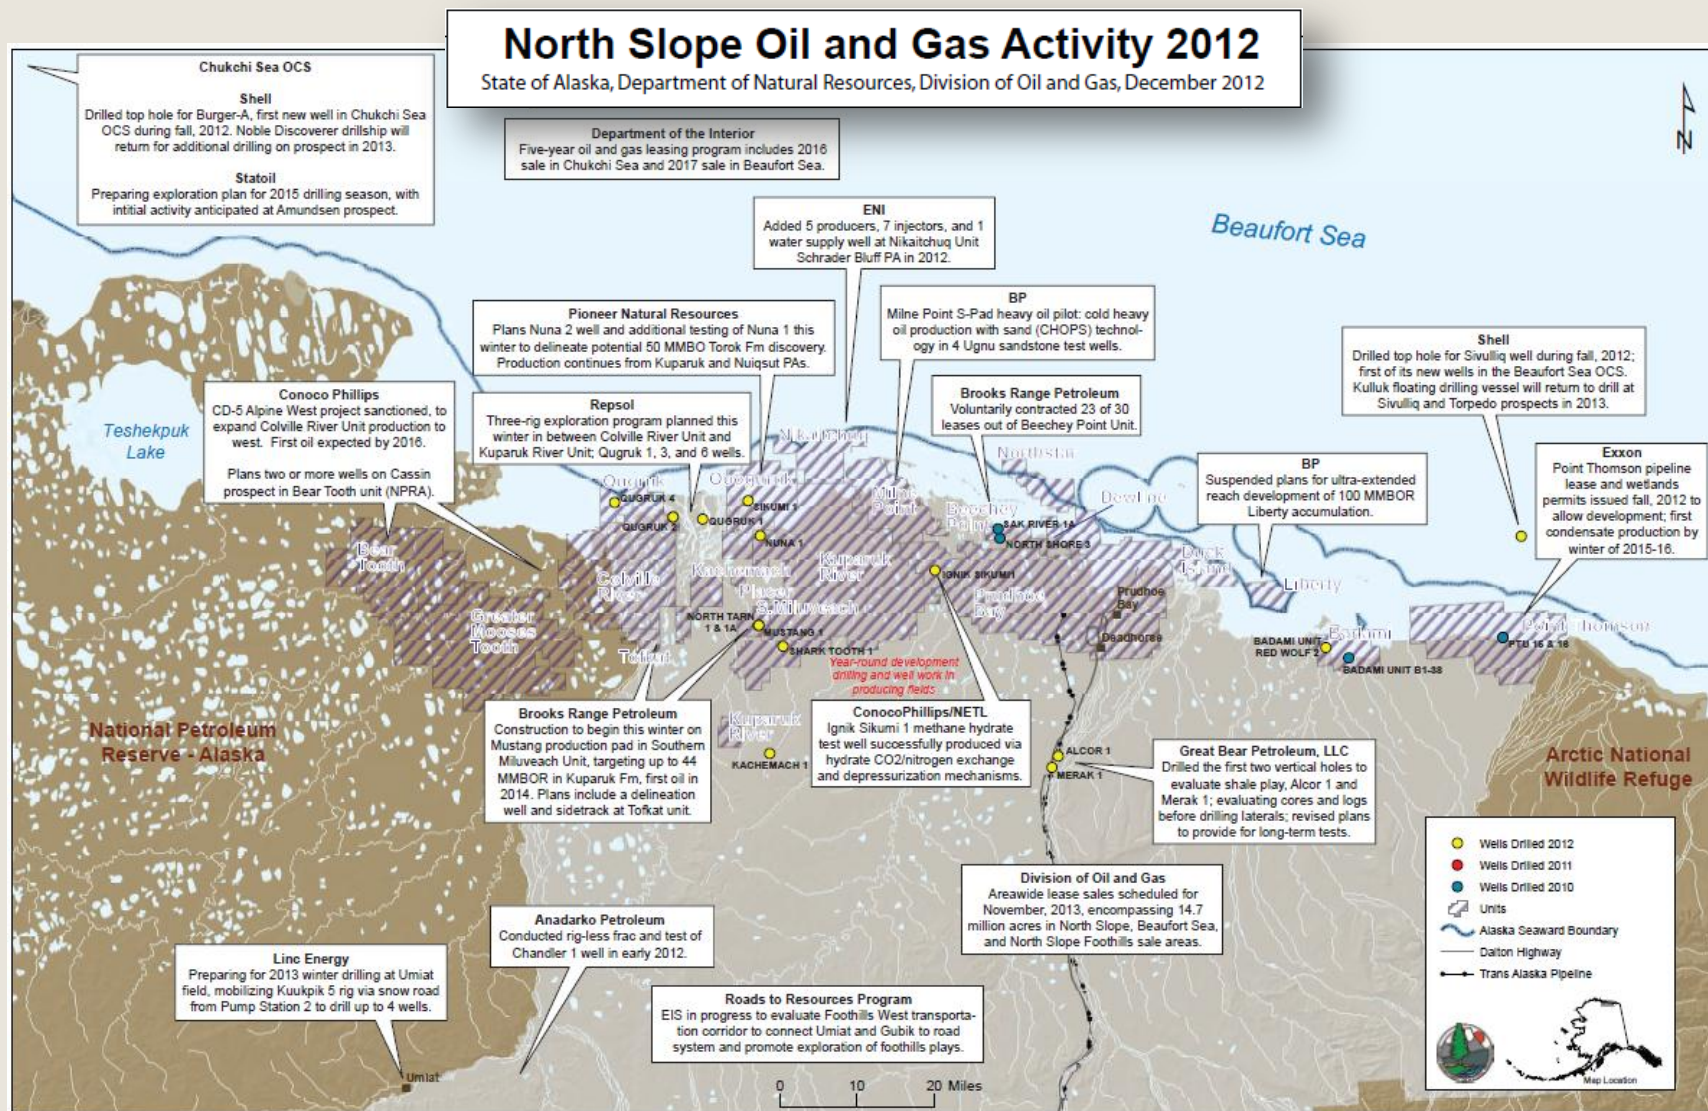 North Slope Oil and Gas Activity 2012
State of Alaska, Department of Natural Resources, Division of Oil and Gas, December 2012
Chukchi Sea OCS
Shell
Drilled top hole for Burger-A, first new well in Chukchi Sea
OCS during fall, 2012. Noble Discoverer drillship will
return for additional drilling on prospect in 2013.
Statoil
Preparing exploration plan for 2015 drilling season, with
intitial activity anticipated at Amundsen prospect.
Department of the Interior
Five-year oil and gas leasing program includes 2016
sale in Chukchi Sea and 2017 sale in Beaufort Sea.
N
ENI
Added 5 producers, 7 injectors, and 1
water supply well at Nikaitchuq Unit
Schrader Bluff PA in 2012.
Beaufort Sea
Pioneer Natural Resources
Plans Nuna 2 well and additional testing of Nuna 1 this
winter to delineate potential 50 MMBO Torok Fm discovery.
Production continues from Kuparuk and Nuiqsut PAs.
BP
Milne Point S-Pad heavy oil pilot: cold heavy
oil production with sand (CHOPS) technol-
ogy in 4 Ugnu sandstone test wells.
Shell
Drilled top hole for Sivulliq well during fall, 2012;
first of its new wells in the Beaufort Sea OCS.
Kulluk floating drilling vessel will return to drill at
Sivulliq and Torpedo prospects in 2013.
Conoco Phillips
CD-5 Alpine West project sanctioned, to
expand Colville River Unit production to
west. First oil expected by 2016.
Plans two or more wells on Cassin
prospect in Bear Tooth unit (NPRA).
Repsol
Three-rig exploration program planned this
winter in between Colville River Unit and
Kuparuk River Unit; Qugruk 1, 3, and 6 wells.
Brooks Range Petroleum
Voluntarily contracted 23 of 30
leases out of Beechey Point Unit.
BP
Suspended plans for ultra-extended
reach development of 100 MMBOR
Liberty accumulation.
Exxon
Point Thomson pipeline
lease and wetlands
permits issued fall, 2012 to
allow development; first
condensate production by
winter of 2015-16.
Teshekpuk
Lake
Nikaitchuq
Northstar
Qugruk
Oooguruk
Milne
Point
Beechey
Point
Dewline
QUGRUK 4
QUGRUK 2
QUGRUK 1
SIKUMI 1
NUNA 1
SAK RIVER 1A
NORTH SHORE 3
Bear
Tooth
Colville
River
Kachemach
Placer
Kuparuk
River
S.Miluveach
IGNIK SIKUMI1
Prudhoe
Bay
Duck
Island
Liberty
Prudhoe
Bay
Deadhorse
Greater
Mooses
Tooth
NORTH TARN
1 & 1A
MUSTANG 1
SHARK TOOTH 1
Tofkat
BADAMI UNIT
RED WOLF 2
Badami
BADAMI UNIT B1-38
Point Thomson
PTU 15 & 16
Year-round development
drilling and well work in
producing fields
National Petroleum
Reserve - Alaska
Brooks Range Petroleum
Construction to begin this winter on
Mustang production pad in Southern
Miluveach Unit, targeting up to 44
MMBOR in Kuparuk Fm, first oil in
2014. Plans include a delineation
well and sidetrack at Tofkat unit.
Kuparuk
River
KACHEMACH 1
ConocoPhillips/NETL
Ignik Sikumi 1 methane hydrate
test well successfully produced via
hydrate CO2/nitrogen exchange
and depressurization mechanisms.
ALCOR 1
MERAK 1
Great Bear Petroleum, LLC
Drilled the first two vertical holes to
evaluate shale play, Alcor 1 and
Merak 1; evaluating cores and logs
before drilling laterals; revised plans
to provide for long-term tests.
Arctic National
Wildlife Refuge
Division of Oil and Gas
Areawide lease sales scheduled for
November, 2013, encompassing 14.7
million acres in North Slope, Beaufort Sea,
and North Slope Foothills sale areas.
Anadarko Petroleum
Conducted rig-less frac and test of
Chandler 1 well in early 2012.
Linc Energy
Preparing for 2013 winter drilling at Umiat
field, mobilizing Kuukpik 5 rig via snow road
from Pump Station 2 to drill up to 4 wells.
Roads to Resources Program
EIS in progress to evaluate Foothills West transporta-
tion corridor to connect Umiat and Gubik to road
system and promote exploration of foothills plays.
Umiat
0 10 20 Miles
Wells Drilled 2012
Wells Drilled 2011
Wells Drilled 2010
Units
Alaska Seaward Boundary
Dalton Highway
Trans Alaska Pipeline
Map Location